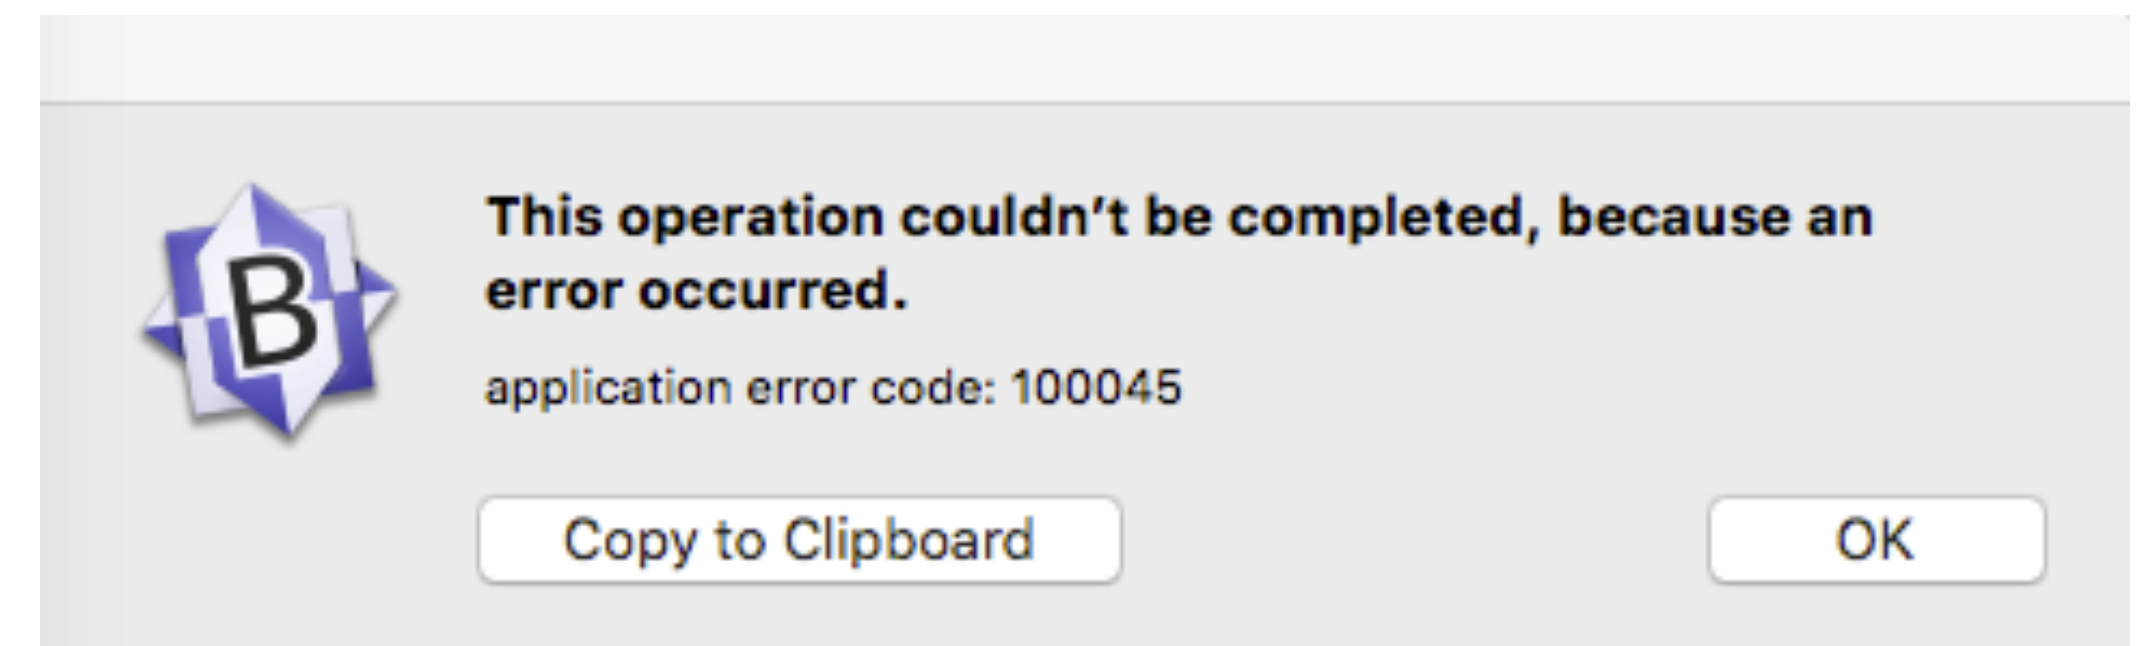 B
This operation couldn’t be completed, because an
error occurred.
application error code: 100045
Copy to Clipboard
OK